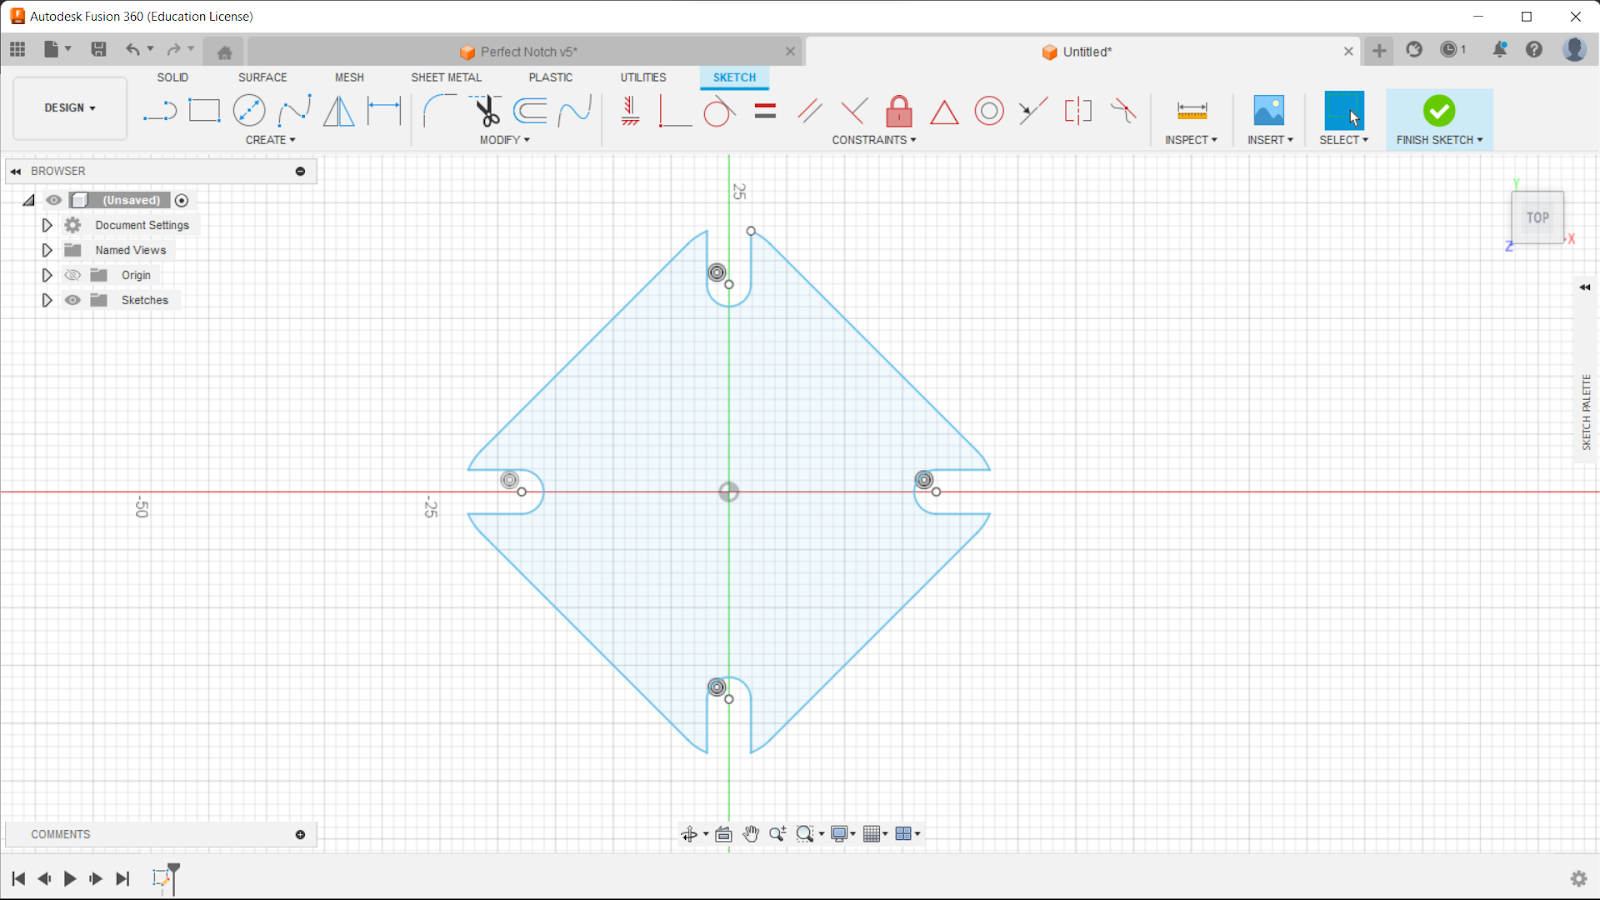 Autodesk Fusion 360 (Education License)
Perfect Notch v5*
Untitled*
1
DESIGN
SOLID
SURFACE
MESH
SHEET METAL
PLASTIC
UTILITIES
SKETCH
CREATE
MODIFY
CONSTRAINTS
INSPECT
INSERT
SELECT
FINISH SKETCH
BROWSER
(Unsaved)
Document Settings
Named Views
Origin
Sketches
25
-50
-25
Y
TOP
X
Z
SKETCH PALETTE
COMMENTS